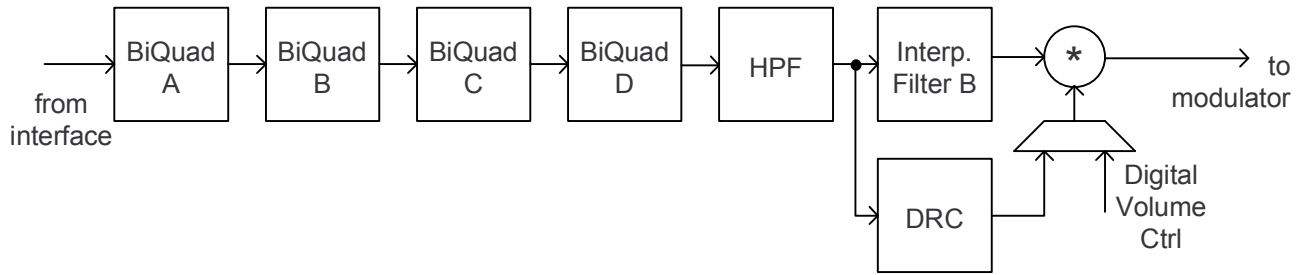 from
interface
BiQuad
A
BiQuad
B
BiQuad
C
BiQuad
D
HPF
Interp.
Filter B
*
to
modulator
DRC
Digital
Volume
Ctrl